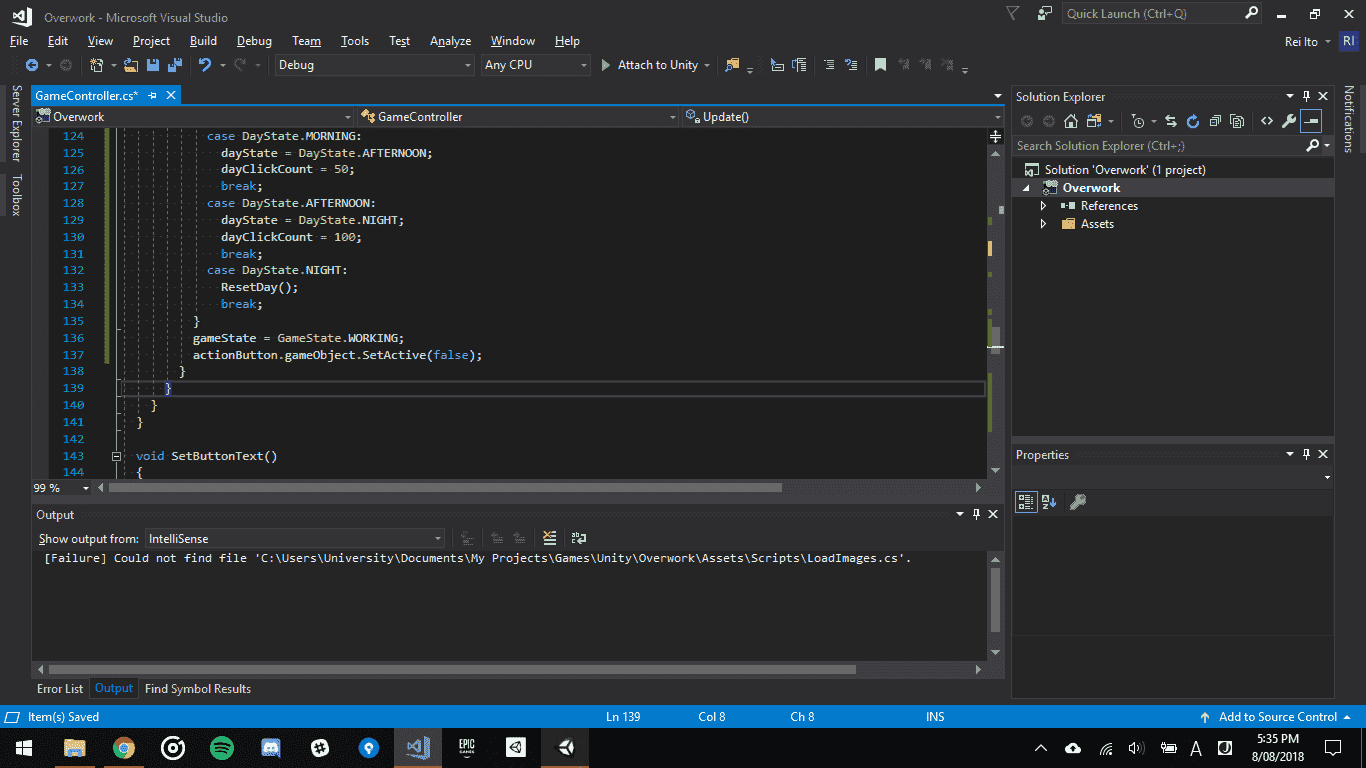 Overwork - Microsoft Visual Studio
Quick Launch (Ctrl+Q)
File Edit View Project Build Debug Team Tools Test Analyze Window Help
Rei Ito RI
Debug Any CPU Attach to Unity
Server Explorer
Toolbox
GameController.cs*
Overwork GameController Update()
124 case DayState.MORNING:
125 dayState = DayState.AFTERNOON;
126 dayClickCount = 50;
127 break;
128 case DayState.AFTERNOON:
129 dayState = DayState.NIGHT;
130 dayClickCount = 100;
131 break;
132 case DayState.NIGHT:
133 ResetDay();
134 break;
135 }
136 gameState = GameState.WORKING;
137 actionButton.gameObject.SetActive(false);
138 }
139 }
140 }
141 }
142
143 void SetButtonText()
144 {
99 %
Output
Show output from: IntelliSense
[Failure] Could not find file 'C:\Users\University\Documents\My Projects\Games\Unity\Overwork\Assets\Scripts\LoadImages.cs'.
Error List Output Find Symbol Results
Solution Explorer
Search Solution Explorer (Ctrl+;)
Solution 'Overwork' (1 project)
Overwork
References
Assets
Properties
Notifications
Item(s) Saved Ln 139 Col 8 Ch 8 INS Add to Source Control
EPIC GAMES
A J
5:35 PM
8/08/2018